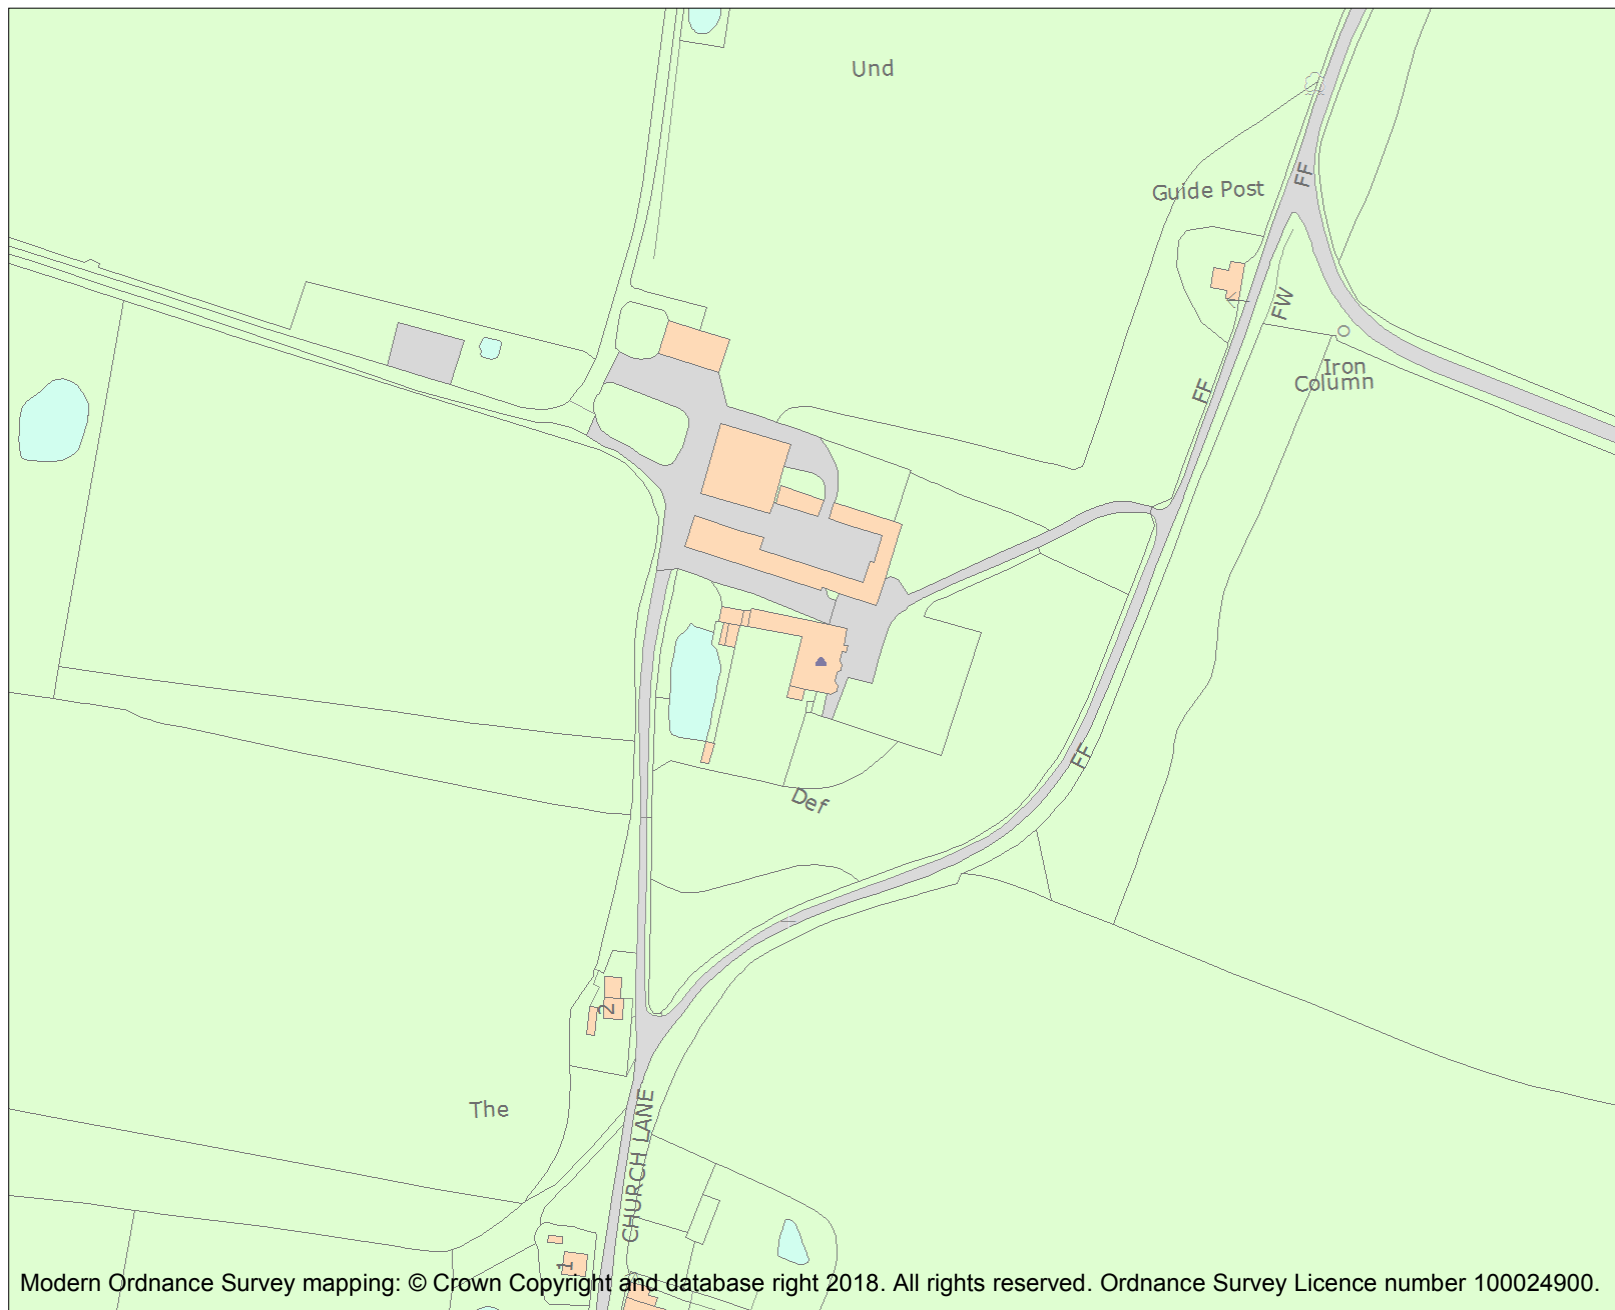 Und
FF
Guide Post
FW
Iron
Column
FF
FF
Def
2
The
CHURCH LANE
1
Modern Ordnance Survey mapping: © Crown Copyright and database right 2018. All rights reserved. Ordnance Survey Licence number 100024900.